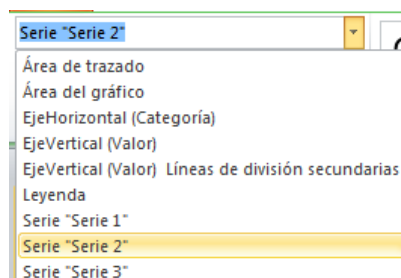 Serie "Serie 2"
Área de trazado
Área del gráfico
EjeHorizontal (Categoría)
EjeVertical (Valor)
EjeVertical (Valor)  Líneas de división secundarias
Leyenda
Serie "Serie 1"
Serie "Serie 2"
Serie "Serie 3"